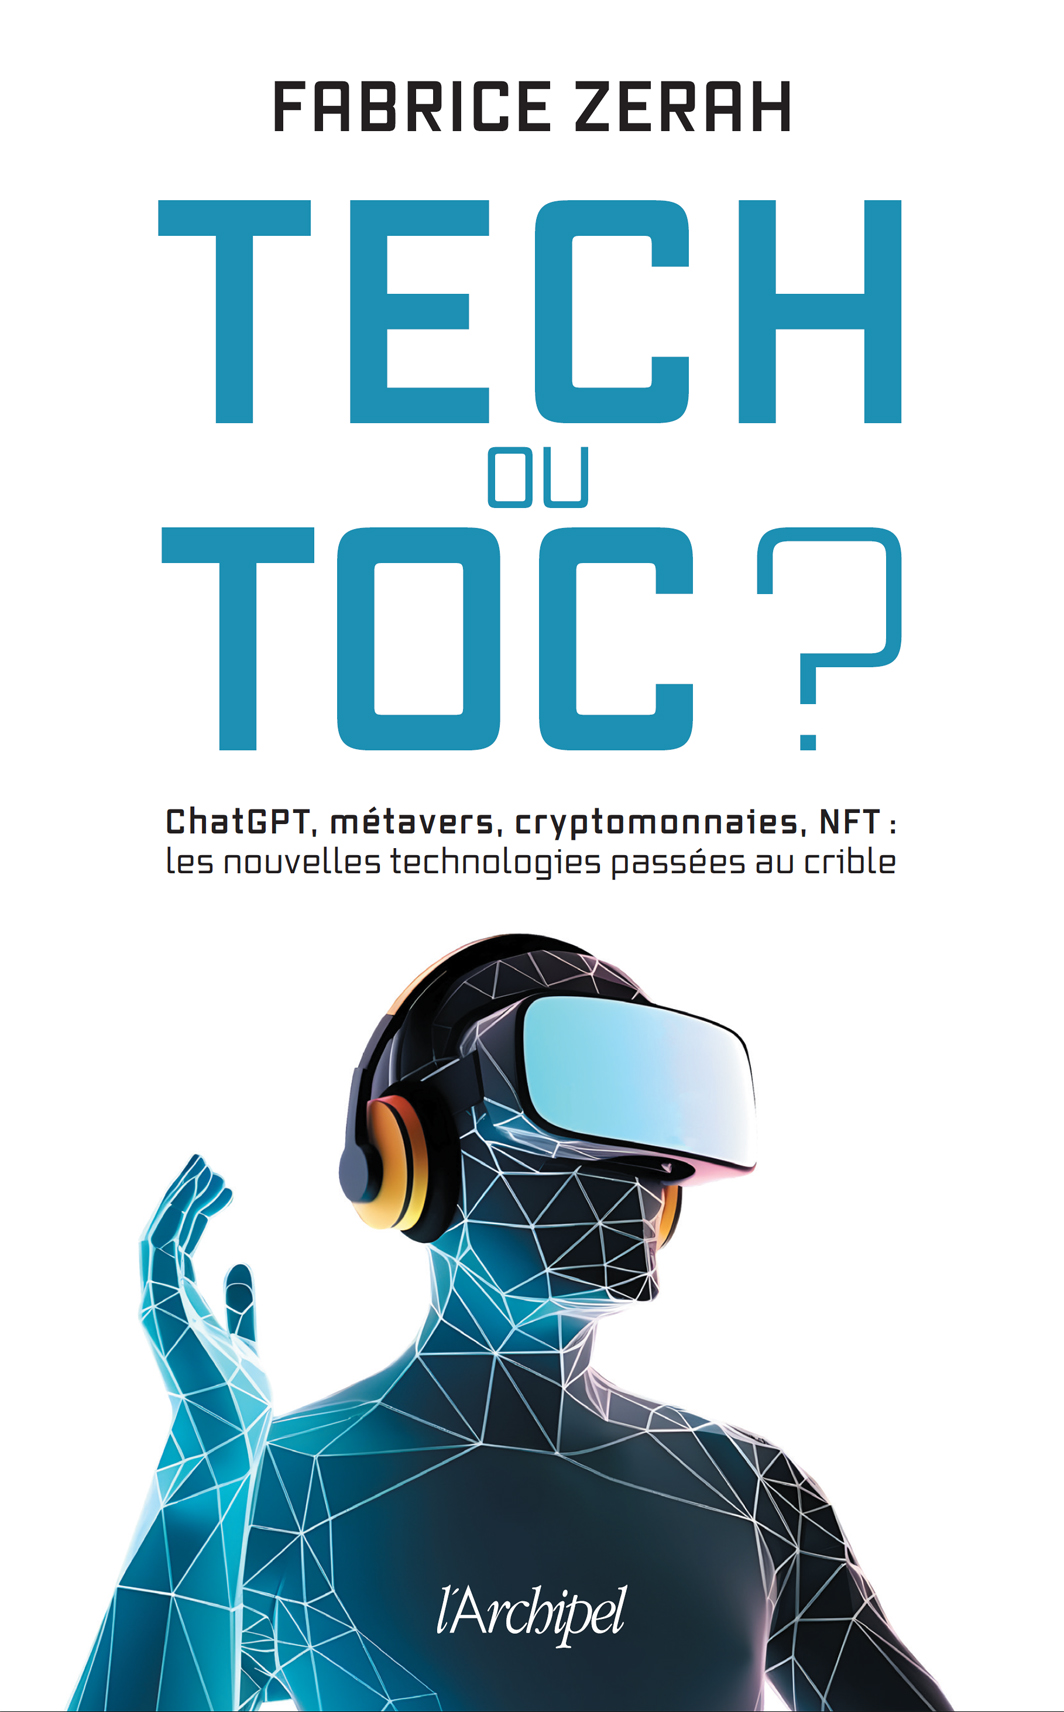 FABRICE ZERAH
TECH
OU
TOC ?
ChatGPT, métavers, cryptomonnaies, NFT :
les nouvelles technologies passées au crible
l'Archipel